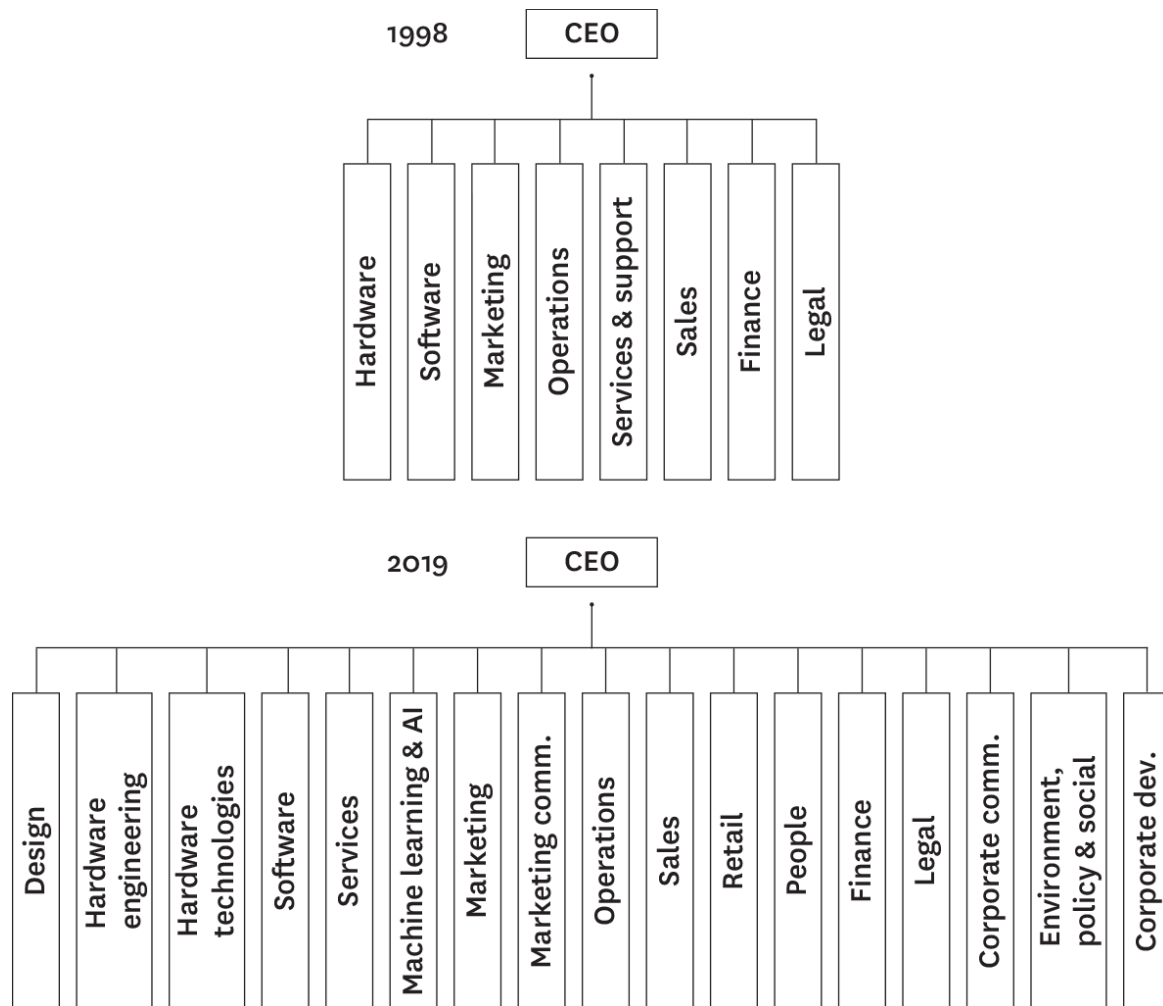 1998
CEO
Hardware
Software
Marketing
Operations
Services & support
Sales
Finance
Legal
2019
CEO
Design
Hardware
engineering
Hardware
technologies
Software
Services
Machine learning & AI
Marketing
Marketing comm.
Operations
Sales
Retail
People
Finance
Legal
Corporate comm.
Environment,
policy & social
Corporate dev.